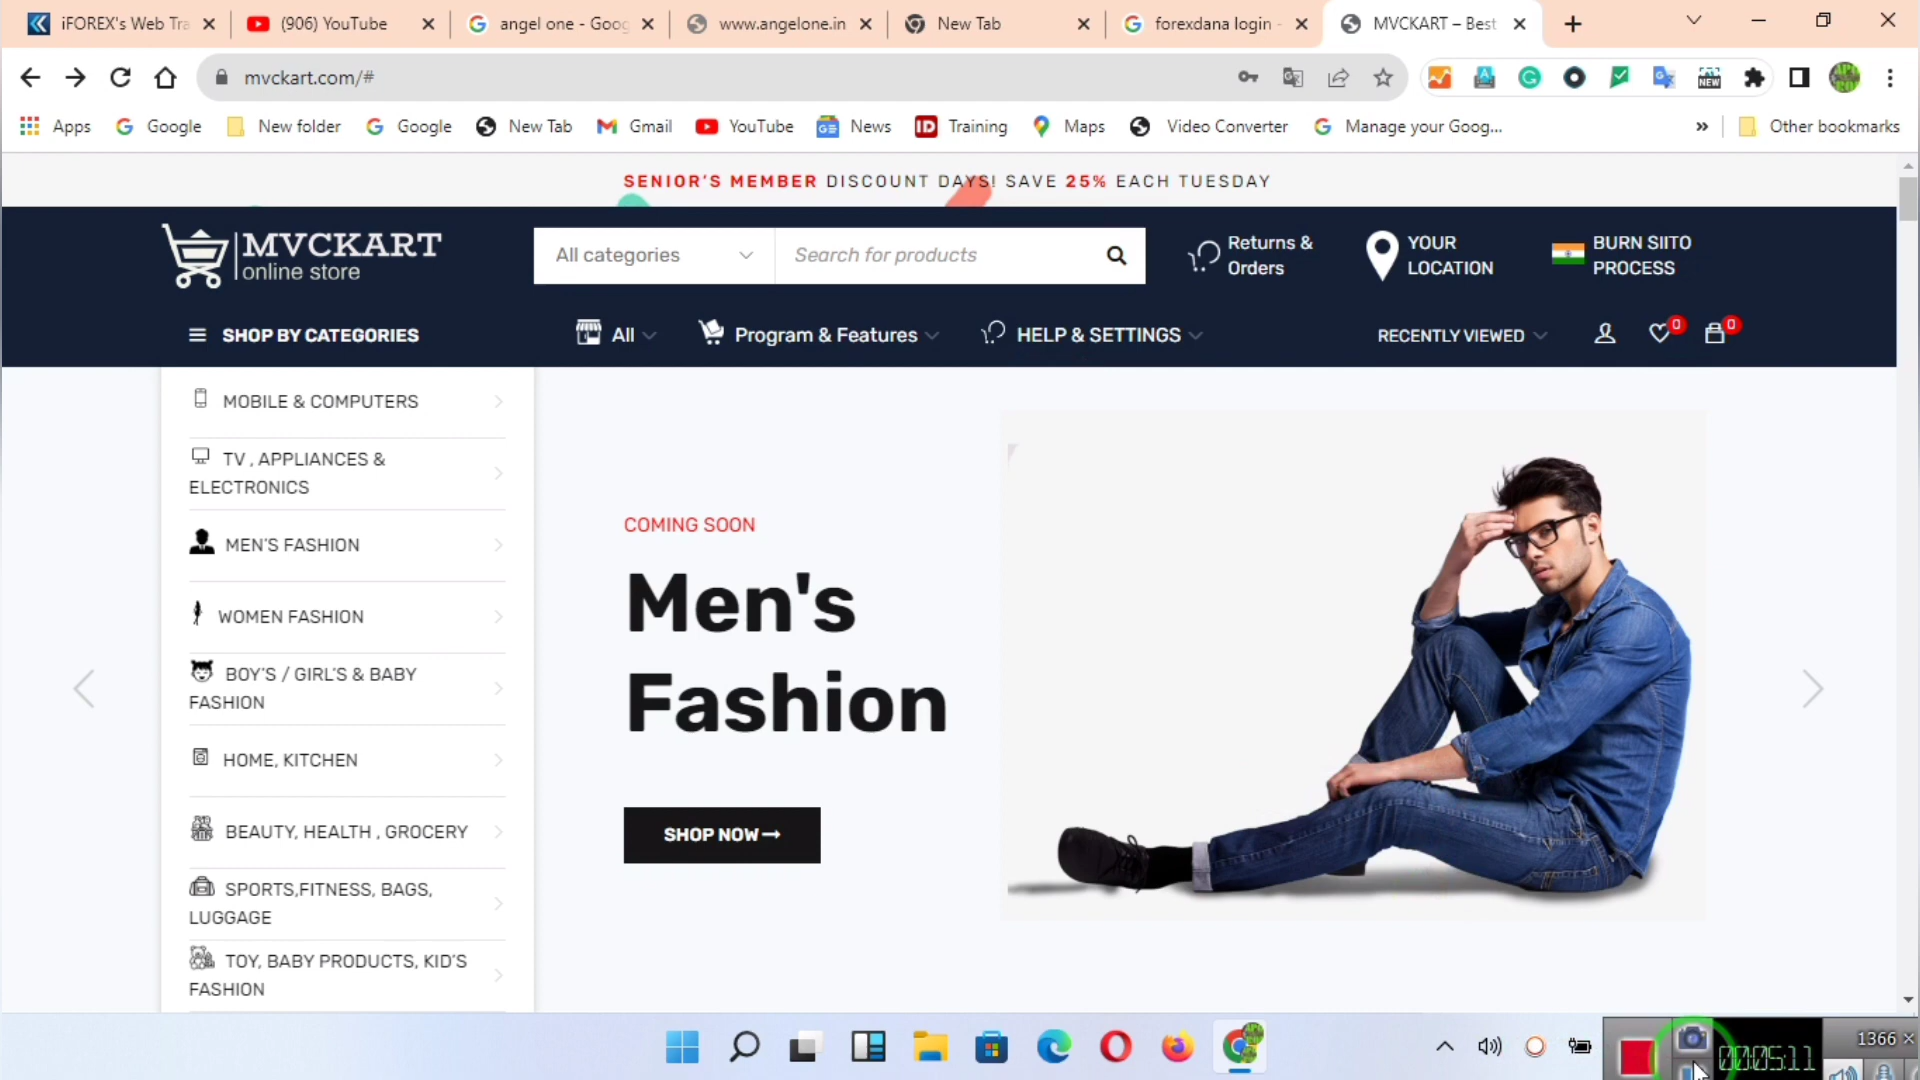 iFOREX's Web Tra
(906) YouTube
angel one - Goog
www.angelone.in
New Tab
forexdana login -
MVCKART – Best
mvckart.com/#
Apps
Google
New folder
Google
New Tab
Gmail
YouTube
News
Training
Maps
Video Converter
Manage your Goog...
Other bookmarks
SENIOR'S MEMBER DISCOUNT DAYS! SAVE 25% EACH TUESDAY
MVCKART
online store
All categories
Search for products
Returns &
Orders
YOUR
LOCATION
BURN SIITO
PROCESS
SHOP BY CATEGORIES
All
Program & Features
HELP & SETTINGS
RECENTLY VIEWED
0
0
MOBILE & COMPUTERS
TV , APPLIANCES &
ELECTRONICS
MEN'S FASHION
WOMEN FASHION
BOY'S / GIRL'S & BABY
FASHION
HOME, KITCHEN
BEAUTY, HEALTH , GROCERY
SPORTS,FITNESS, BAGS,
LUGGAGE
TOY, BABY PRODUCTS, KID'S
FASHION
COMING SOON
Men's
Fashion
SHOP NOW
00:05:11
1366